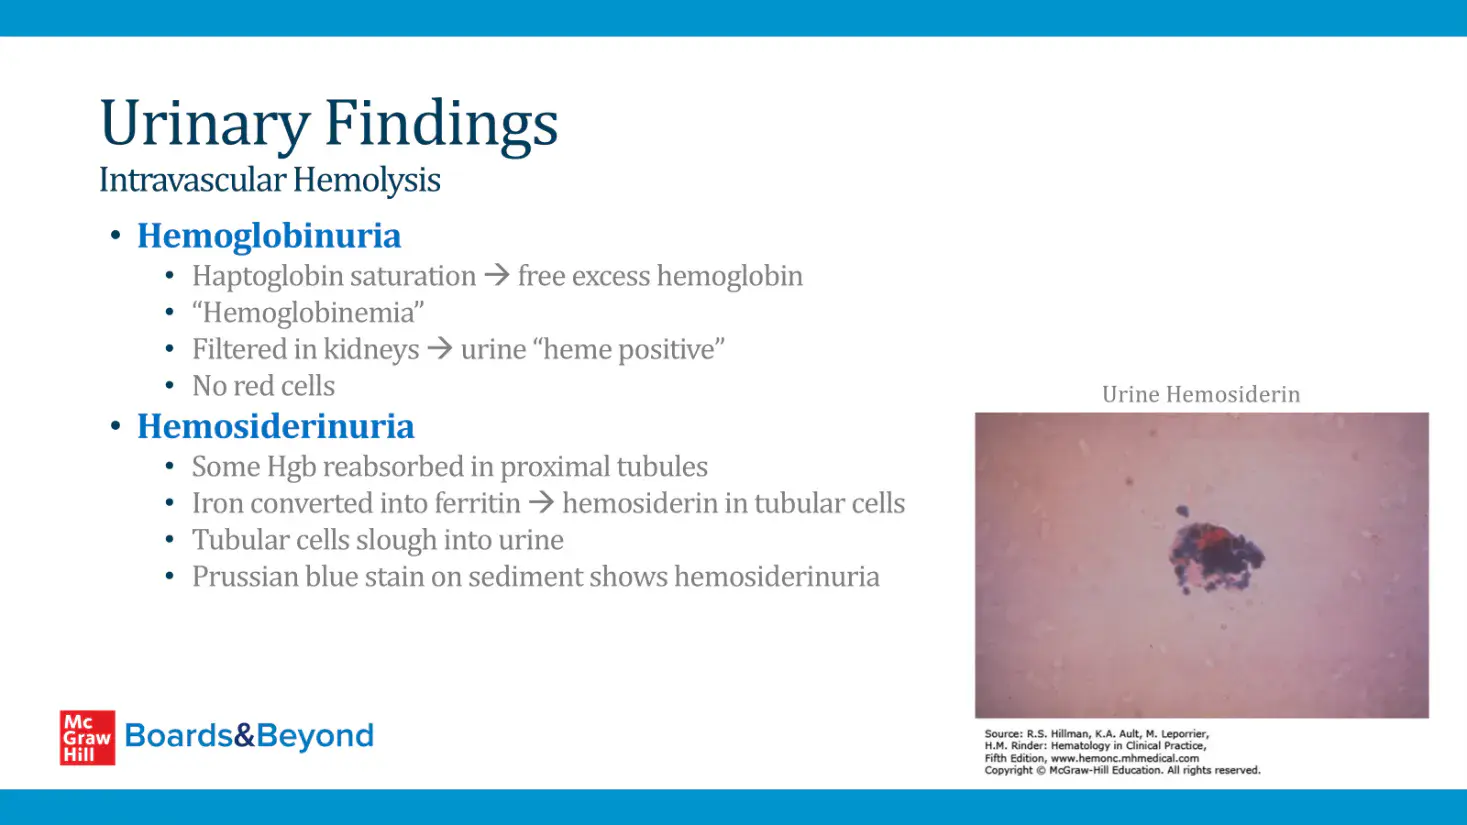 Urinary Findings
Intravascular Hemolysis
• Hemoglobinuria
• Haptoglobin saturation → free excess hemoglobin
• “Hemoglobinemia”
• Filtered in kidneys → urine “heme positive”
• No red cells
• Hemosiderinuria
• Some Hgb reabsorbed in proximal tubules
• Iron converted into ferritin → hemosiderin in tubular cells
• Tubular cells slough into urine
• Prussian blue stain on sediment shows hemosiderinuria
Urine Hemosiderin
Source: R.S. Hillman, K.A. Ault, M. Leporrier,
H.M. Rinder: Hematology in Clinical Practice,
Fifth Edition, www.hemonc.mhmedical.com
Copyright © McGraw-Hill Education. All rights reserved.
Mc
Graw
Hill
Boards&Beyond